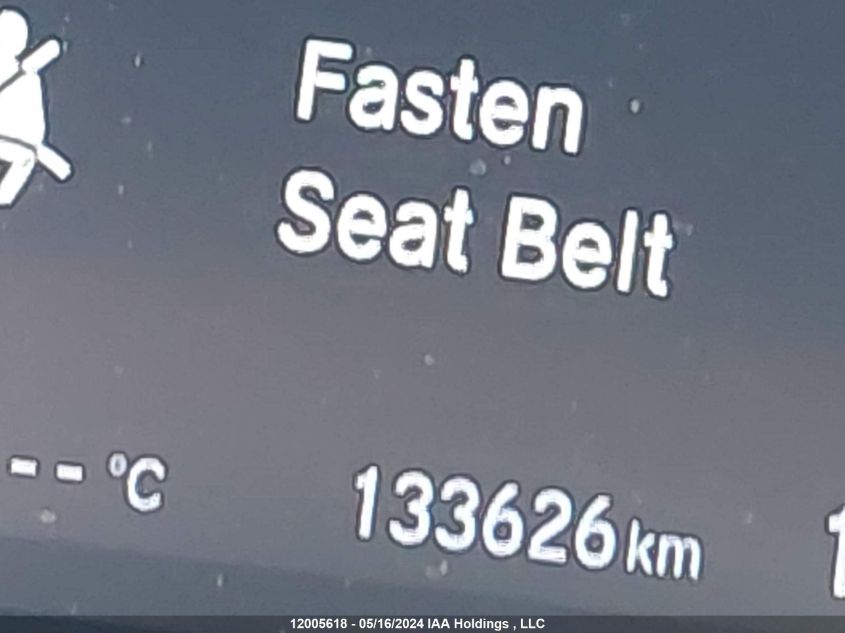 Fasten
Seat Belt
-- °C
133626 km
12005618 - 05/16/2024 IAA Holdings , LLC